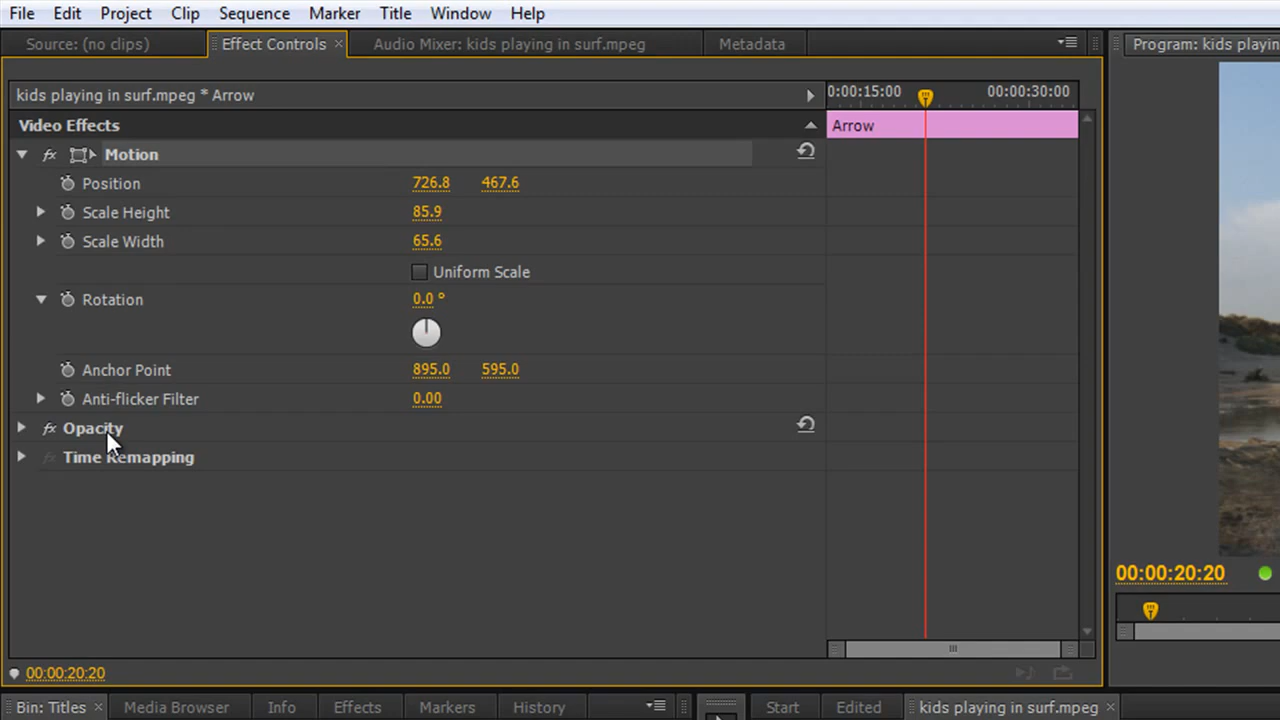 File Edit Project Clip Sequence Marker Title Window Help
Source: (no clips) Effect Controls × Audio Mixer: kids playing in surf.mpeg Metadata Program: kids playin
kids playing in surf.mpeg * Arrow 0:00:15:00 00:00:30:00
Video Effects Arrow
fx Motion
Position 726.8 467.6
Scale Height 85.9
Scale Width 65.6
Uniform Scale
Rotation 0.0 °
Anchor Point 895.0 595.0
Anti-flicker Filter 0.00
fx Opacity
fx Time Remapping
00:00:20:20
00:00:20:20
Bin: Titles × Media Browser Info Effects Markers History Start Edited kids playing in surf.mpeg ×